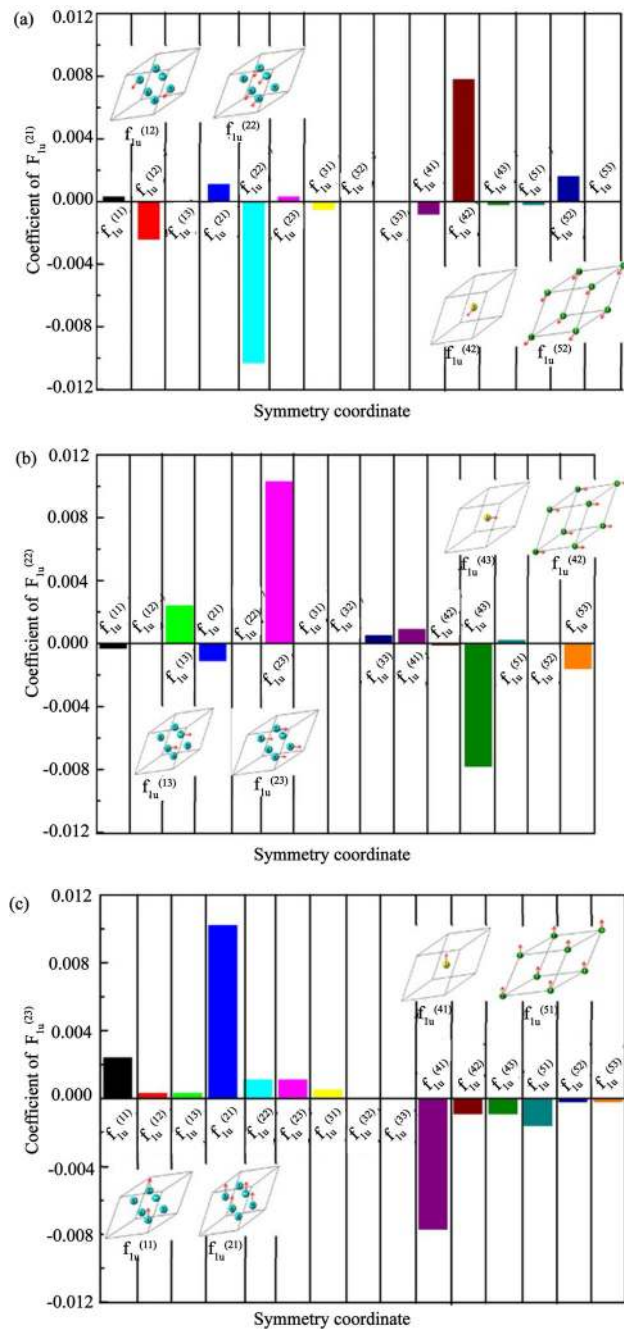 (a)
0.012
0.008
0.004
0.000
-0.004
-0.008
-0.012
Coefficient of F1u(21)
f1u(12) f1u(22)
f1u(11) f1u(12) f1u(13) f1u(21) f1u(22) f1u(23) f1u(31) f1u(32) f1u(33) f1u(41) f1u(42) f1u(43) f1u(51) f1u(52) f1u(53)
f1u(42) f1u(52)
Symmetry coordinate
(b)
0.012
0.008
0.004
0.000
-0.004
-0.008
-0.012
Coefficient of F1u(22)
f1u(43) f1u(42)
f1u(11) f1u(12) f1u(13) f1u(21) f1u(22) f1u(23) f1u(31) f1u(32) f1u(33) f1u(41) f1u(42) f1u(43) f1u(51) f1u(52) f1u(53)
f1u(13) f1u(23)
Symmetry coordinate
(c)
0.012
0.008
0.004
0.000
-0.004
-0.008
-0.012
Coefficient of F1u(23)
f1u(41) f1u(51)
f1u(11) f1u(12) f1u(13) f1u(21) f1u(22) f1u(23) f1u(31) f1u(32) f1u(33) f1u(41) f1u(42) f1u(43) f1u(51) f1u(52) f1u(53)
f1u(11) f1u(21)
Symmetry coordinate